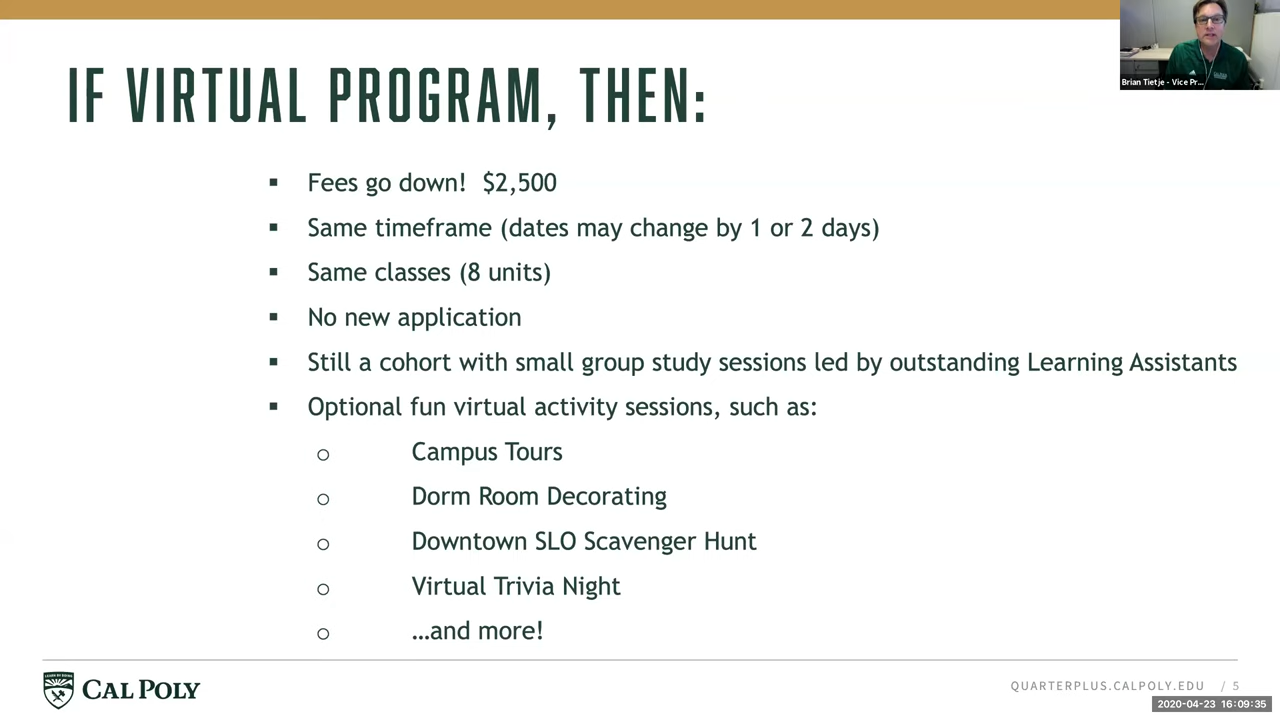 IF VIRTUAL PROGRAM, THEN:
Brian Tietje - Vice Pr...
▪ Fees go down! $2,500
▪ Same timeframe (dates may change by 1 or 2 days)
▪ Same classes (8 units)
▪ No new application
▪ Still a cohort with small group study sessions led by outstanding Learning Assistants
▪ Optional fun virtual activity sessions, such as:
o Campus Tours
o Dorm Room Decorating
o Downtown SLO Scavenger Hunt
o Virtual Trivia Night
o …and more!
CAL POLY
QUARTERPLUS.CALPOLY.EDU / 5
2020-04-23 16:09:35